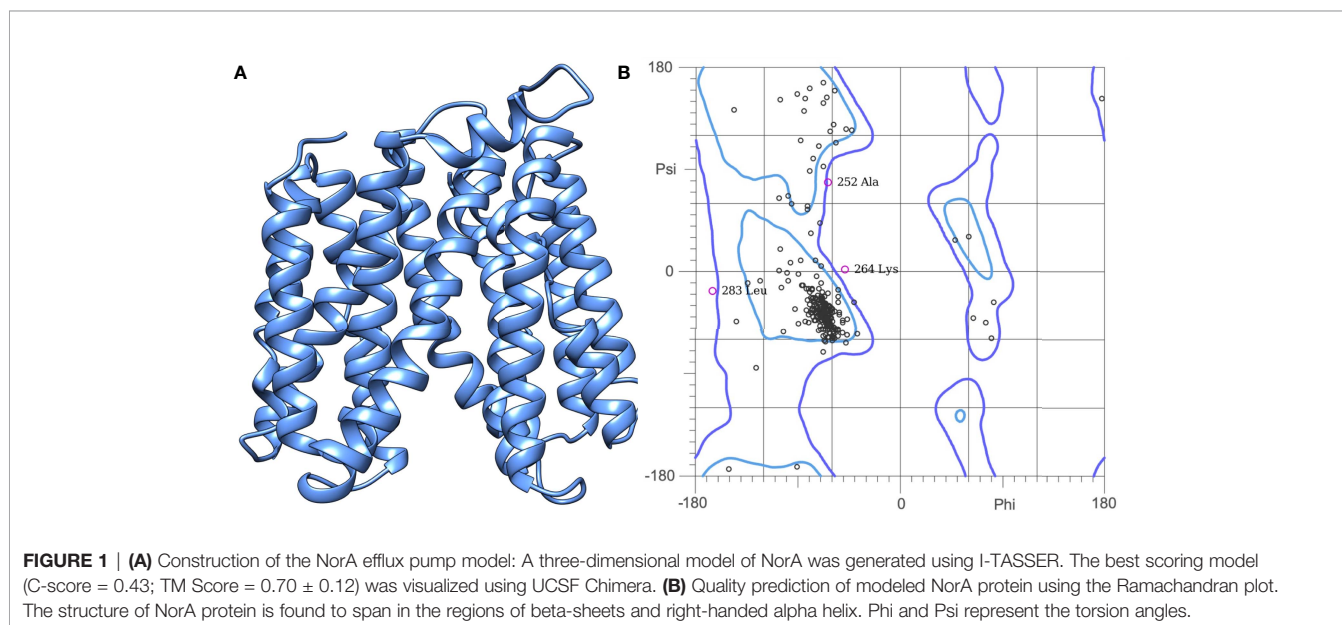 A
B
180
Psi
252 Ala
0
264 Lys
283 Leu
-180
-180
0
Phi
180
FIGURE 1 | (A) Construction of the NorA efflux pump model: A three-dimensional model of NorA was generated using I-TASSER. The best scoring model
(C-score = 0.43; TM Score = 0.70 ± 0.12) was visualized using UCSF Chimera. (B) Quality prediction of modeled NorA protein using the Ramachandran plot.
The structure of NorA protein is found to span in the regions of beta-sheets and right-handed alpha helix. Phi and Psi represent the torsion angles.